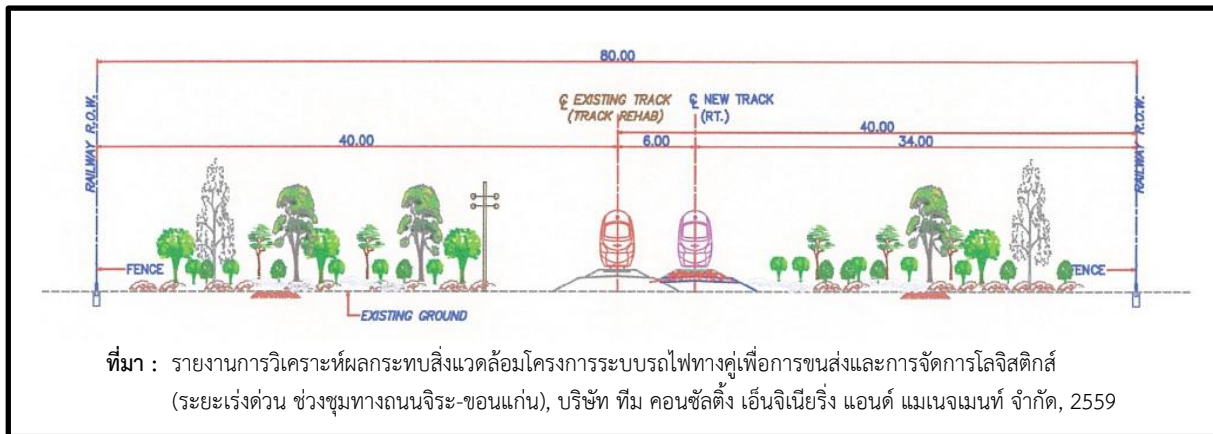 80.00
℄ EXISTING TRACK
(TRACK REHAB)
℄ NEW TRACK
(RT.)
40.00
40.00
6.00
34.00
RAILWAY R.O.W.
RAILWAY R.O.W.
FENCE
FENCE
EXISTING GROUND
ที่มา : รายงานการวิเคราะห์ผลกระทบสิ่งแวดล้อมโครงการระบบรถไฟทางคู่เพื่อการขนส่งและการจัดการโลจิสติกส์
(ระยะเร่งด่วน ช่วงชุมทางถนนจิระ-ขอนแก่น), บริษัท ทีม คอนซัลติ้ง เอ็นจิเนียริ่ง แอนด์ แมเนจเมนท์ จำกัด, 2559